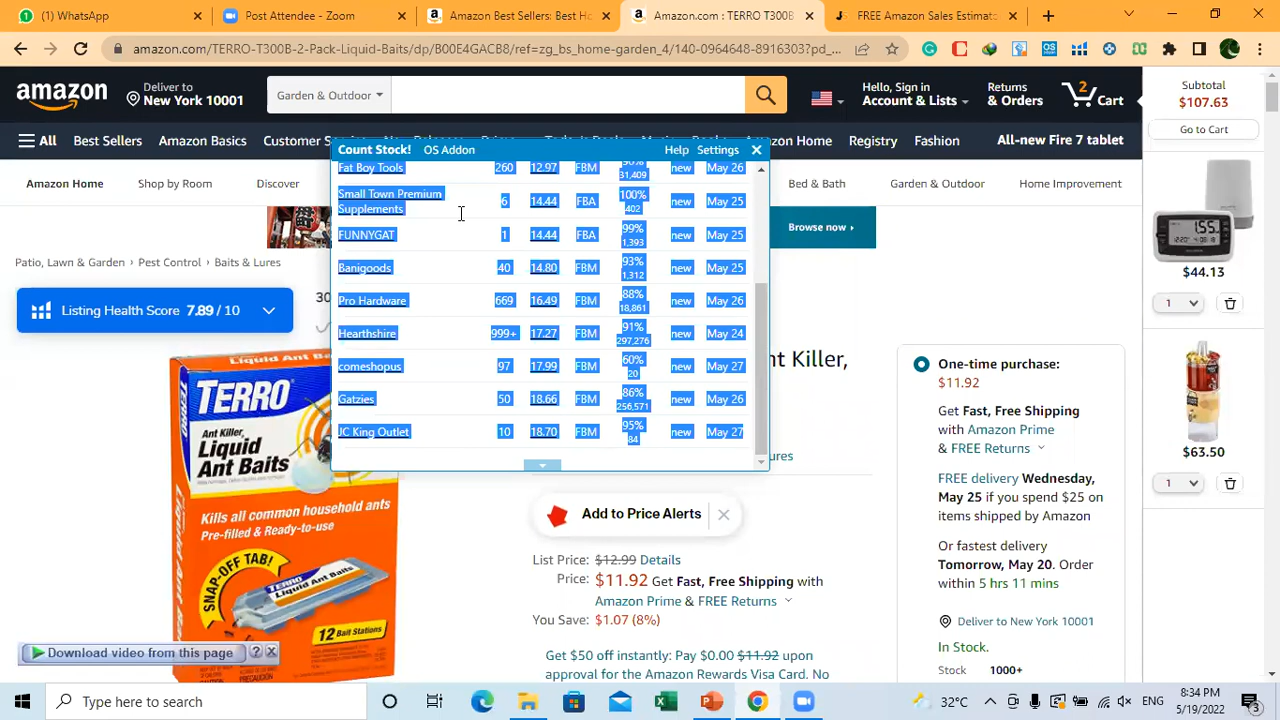 (1) WhatsApp
Post Attendee - Zoom
Amazon Best Sellers: Best Ho
Amazon.com : TERRO T300B
FREE Amazon Sales Estimat
amazon.com/TERRO-T300B-2-Pack-Liquid-Baits/dp/B00E4GACB8/ref=zg_bs_home-garden_4/140-0964648-8916303?pd_...
amazon
Deliver to
New York 10001
Garden & Outdoor
Hello, Sign in
Account & Lists
Returns
& Orders
2
Cart
Subtotal
$107.63
Go to Cart
All Best Sellers Amazon Basics Customer Home Registry Fashion All-new Fire 7 tablet
Amazon Home Shop by Room Discover Bed & Bath Garden & Outdoor Home Improvement
Browse now
Patio, Lawn & Garden › Pest Control › Baits & Lures
Listing Health Score 7.89 / 10
Count Stock! OS Addon Help Settings
Fat Boy Tools 260 12.97 FBM 31,409 new May 26
Small Town Premium
Supplements 6 14.44 FBA 100% 402 new May 25
FUNNYGAT 1 14.44 FBA 99% 1,393 new May 25
Banigoods 40 14.80 FBM 93% 1,312 new May 25
Pro Hardware 669 16.49 FBM 88% 18,861 new May 26
Hearthshire 999+ 17.27 FBM 91% 297,276 new May 24
comeshopus 97 17.99 FBM 60% 20 new May 27
Gatzies 50 18.66 FBM 86% 256,571 new May 26
JC King Outlet 10 18.70 FBM 95% 84 new May 27
nt Killer,
ures
Add to Price Alerts
List Price: $12.99 Details
Price: $11.92 Get Fast, Free Shipping with
Amazon Prime & FREE Returns
You Save: $1.07 (8%)
Get $50 off instantly: Pay $0.00 $11.92 upon
approval for the Amazon Rewards Visa Card. No
Liquid Ant Baits
TERRO
Ant Killer,
Liquid
Ant Baits
Kills all common household ants
Pre-filled & Ready-to-use
SNAP-OFF TAB!
12 Bait Stations
Download video from this page
?
One-time purchase:
$11.92
Get Fast, Free Shipping with
Amazon Prime
& FREE Returns
FREE delivery Wednesday,
May 25 if you spend $25 on
items shipped by Amazon
Or fastest delivery
Tomorrow, May 20. Order
within 5 hrs 11 mins
Deliver to New York 10001
In Stock.
Stock 1000+
$44.13
1
$63.50
1
Type here to search
32°C
ENG
8:34 PM
5/19/2022
3